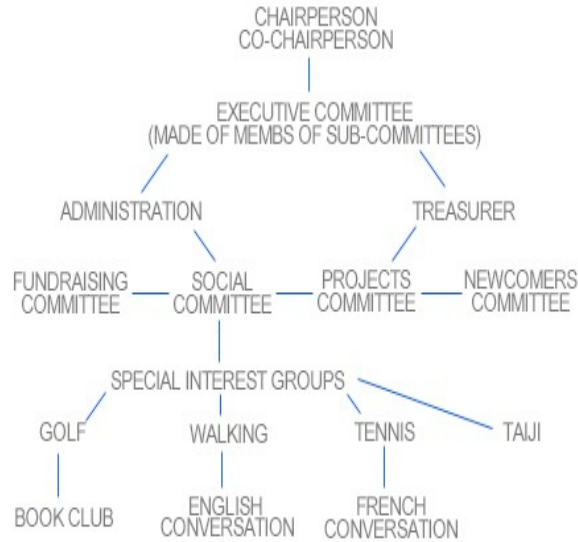 CHAIRPERSON
CO-CHAIRPERSON
EXECUTIVE COMMITTEE
(MADE OF MEMBS OF SUB-COMMITTEES)
ADMINISTRATION
TREASURER
FUNDRAISING
COMMITTEE
SOCIAL
COMMITTEE
PROJECTS
COMMITTEE
NEWCOMERS
COMMITTEE
SPECIAL INTEREST GROUPS
GOLF
WALKING
TENNIS
TAIJI
BOOK CLUB
ENGLISH
CONVERSATION
FRENCH
CONVERSATION